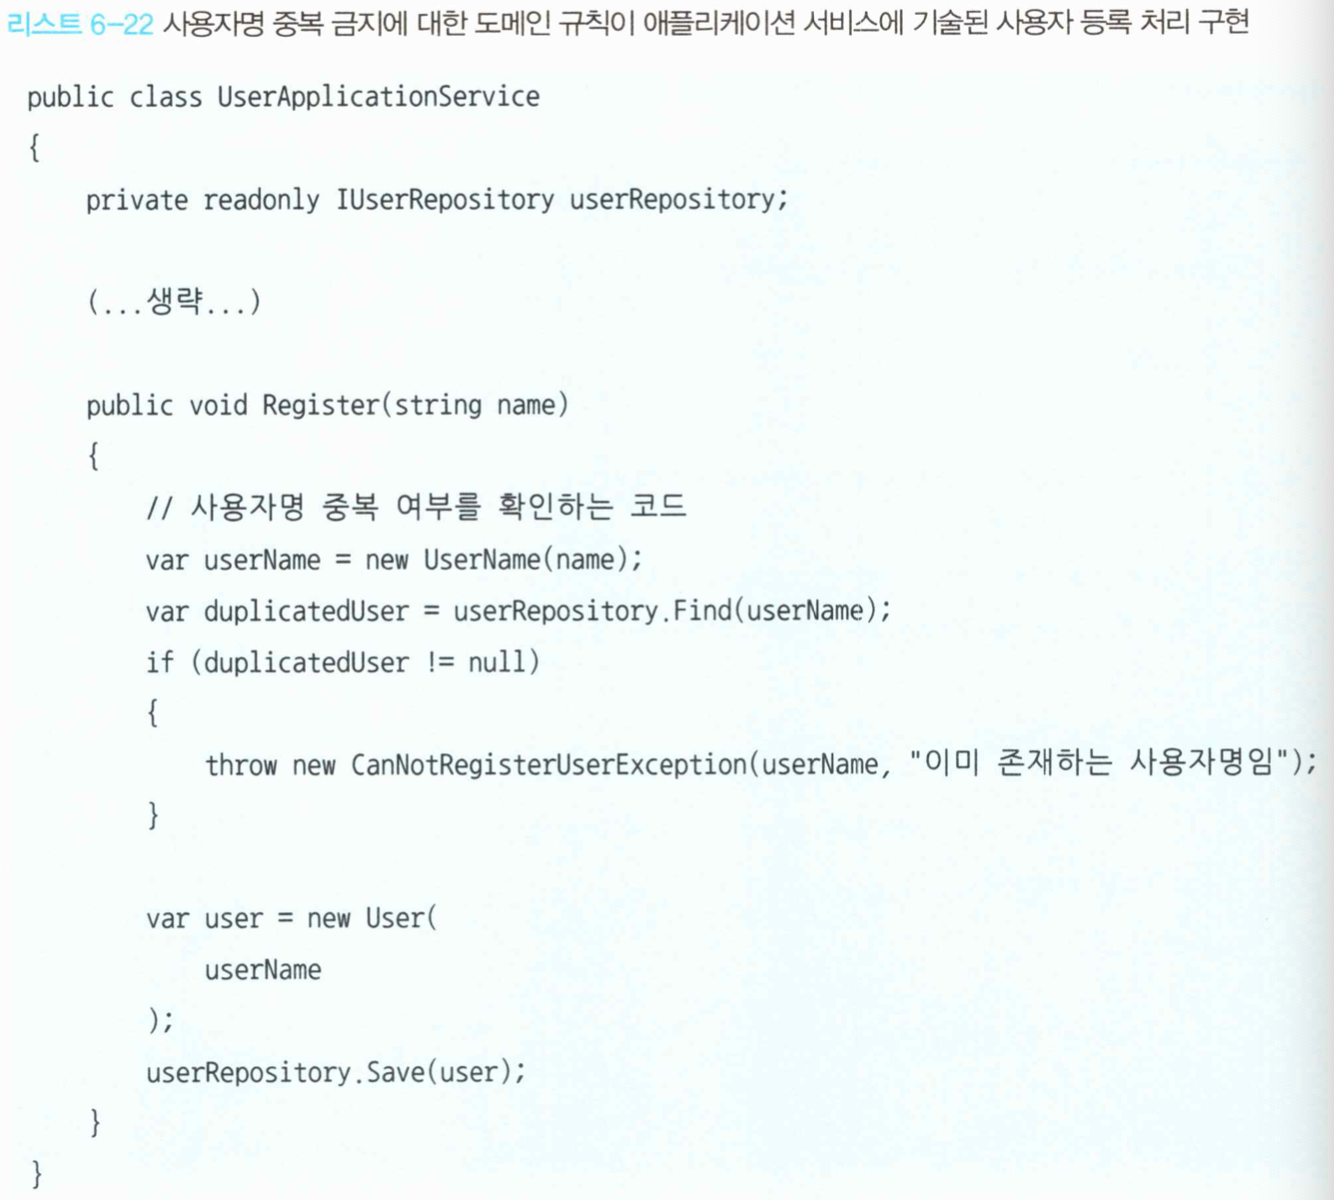 리스트 6-22 사용자명 중복 금지에 대한 도메인 규칙이 애플리케이션 서비스에 기술된 사용자 등록 처리 구현
public class UserApplicationService
{
    private readonly IUserRepository userRepository;
    (...생략...)
    public void Register(string name)
    {
        // 사용자명 중복 여부를 확인하는 코드
        var userName = new UserName(name);
        var duplicatedUser = userRepository.Find(userName);
        if (duplicatedUser != null)
        {
            throw new CanNotRegisterUserException(userName, "이미 존재하는 사용자명임");
        }
        var user = new User(
            userName
        );
        userRepository.Save(user);
    }
}